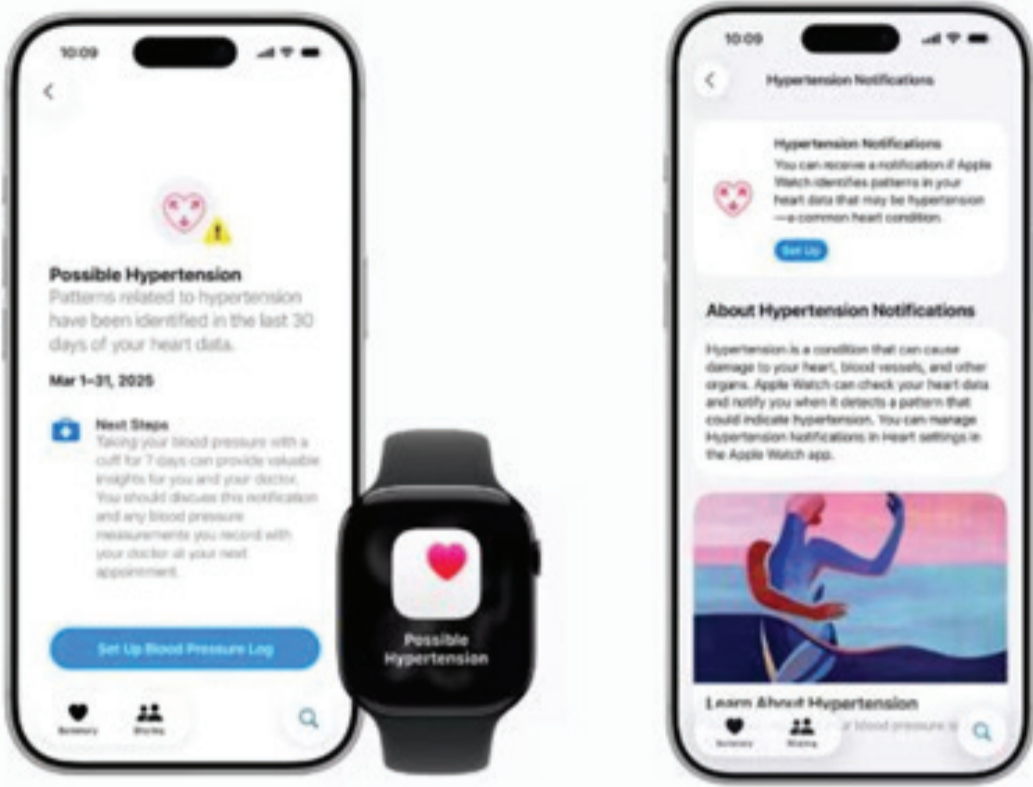 10:09
Possible Hypertension
Patterns related to hypertension
have been identified in the last 30
days of your heart data.
Mar 1–31, 2025
Next Steps
Taking your blood pressure with a
cuff for 7 days can provide valuable
insights for you and your doctor.
You should discuss this notification
and any blood pressure
measurements you record with
your doctor at your next
appointment.
Set Up Blood Pressure Log
Summary
Sharing
Possible
Hypertension
10:09
Hypertension Notifications
Hypertension Notifications
You can receive a notification if Apple
Watch identifies patterns in your
heart data that may be hypertension
—a common heart condition.
Set Up
About Hypertension Notifications
Hypertension is a condition that can cause
damage to your heart, blood vessels, and other
organs. Apple Watch can check your heart data
and notify you when it detects a pattern that
could indicate hypertension. You can manage
Hypertension Notifications in Heart settings in
the Apple Watch app.
Learn About Hypertension
blood pressure
Summary
Sharing